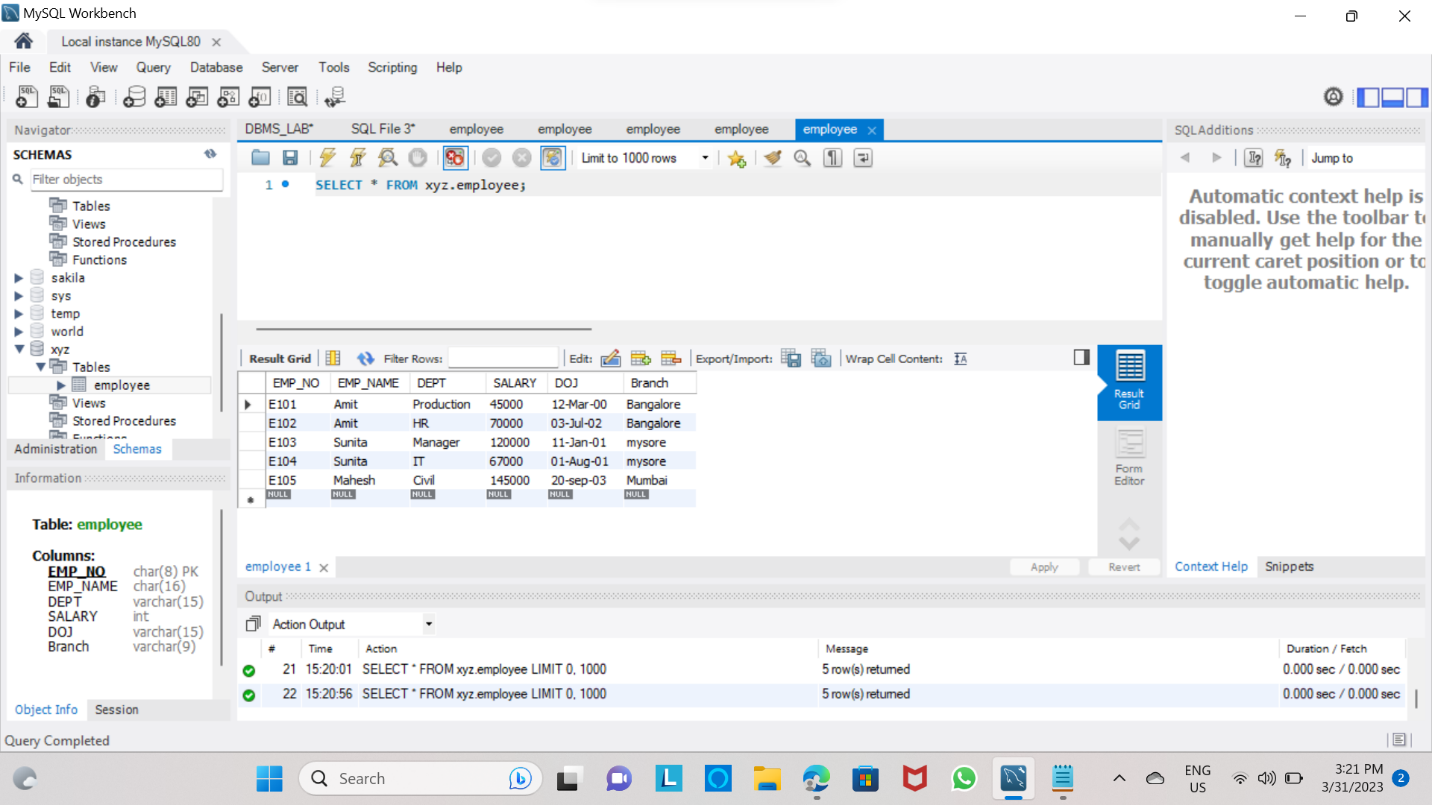 MySQL Workbench
Local instance MySQL80
File Edit View Query Database Server Tools Scripting Help
Navigator
SCHEMAS
Filter objects
Tables
Views
Stored Procedures
Functions
sakila
sys
temp
world
xyz
Tables
employee
Views
Stored Procedures
Functions
Administration Schemas
Information
Table: employee
Columns:
EMP_NO char(8) PK
EMP_NAME char(16)
DEPT varchar(15)
SALARY int
DOJ varchar(15)
Branch varchar(9)
Object Info Session
DBMS_LAB* SQL File 3* employee employee employee employee employee
Limit to 1000 rows
1 SELECT * FROM xyz.employee;
Result Grid Filter Rows: Edit: Export/Import: Wrap Cell Content:
EMP_NO EMP_NAME DEPT SALARY DOJ Branch
E101 Amit Production 45000 12-Mar-00 Bangalore
E102 Amit HR 70000 03-Jul-02 Bangalore
E103 Sunita Manager 120000 11-Jan-01 mysore
E104 Sunita IT 67000 01-Aug-01 mysore
E105 Mahesh Civil 145000 20-sep-03 Mumbai
NULL NULL NULL NULL NULL NULL
Result
Grid
Form
Editor
employee 1 Apply Revert
SQLAdditions
Jump to
Automatic context help is
disabled. Use the toolbar to
manually get help for the
current caret position or to
toggle automatic help.
Context Help Snippets
Output
Action Output
# Time Action Message Duration / Fetch
21 15:20:01 SELECT * FROM xyz.employee LIMIT 0, 1000 5 row(s) returned 0.000 sec / 0.000 sec
22 15:20:56 SELECT * FROM xyz.employee LIMIT 0, 1000 5 row(s) returned 0.000 sec / 0.000 sec
Query Completed
Search
ENG
US
3:21 PM
3/31/2023
2